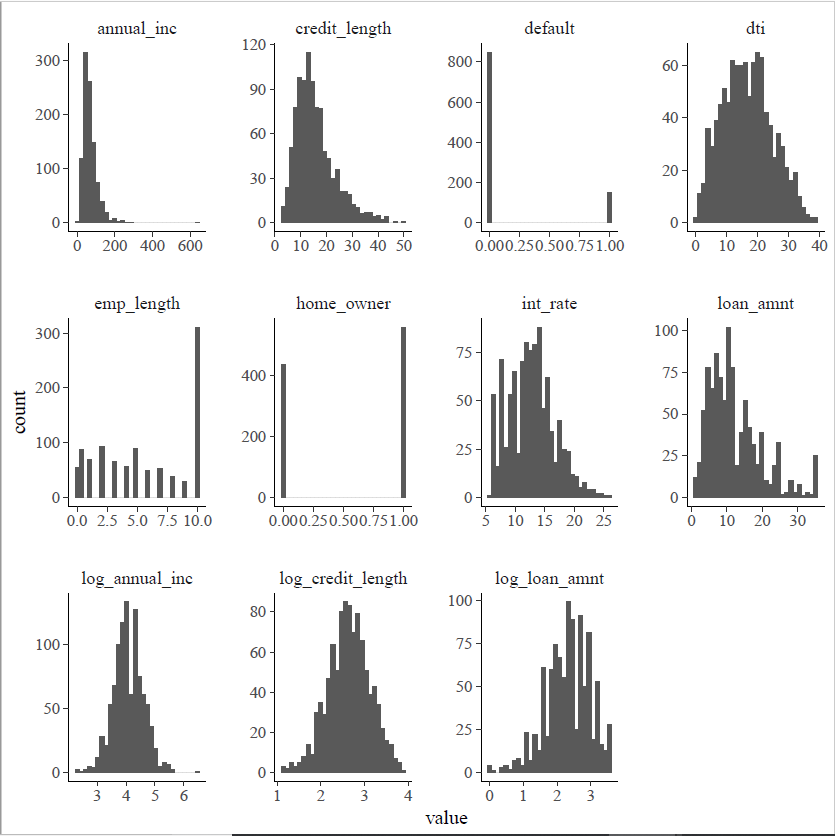 annual_inc credit_length default dti
300
200
100
0
0 200 400 600
120
90
60
30
0
0 10 20 30 40 50
800
600
400
200
0
0.00 0.25 0.50 0.75 1.00
60
40
20
0
0 10 20 30 40
emp_length home_owner int_rate loan_amnt
300
200
100
0
0.0 2.5 5.0 7.5 10.0
400
200
0
0.00 0.25 0.50 0.75 1.00
75
50
25
0
5 10 15 20 25
100
75
50
25
0
0 10 20 30
count
log_annual_inc log_credit_length log_loan_amnt
100
50
0
3 4 5 6
80
60
40
20
0
1 2 3 4
100
75
50
25
0
0 1 2 3
value